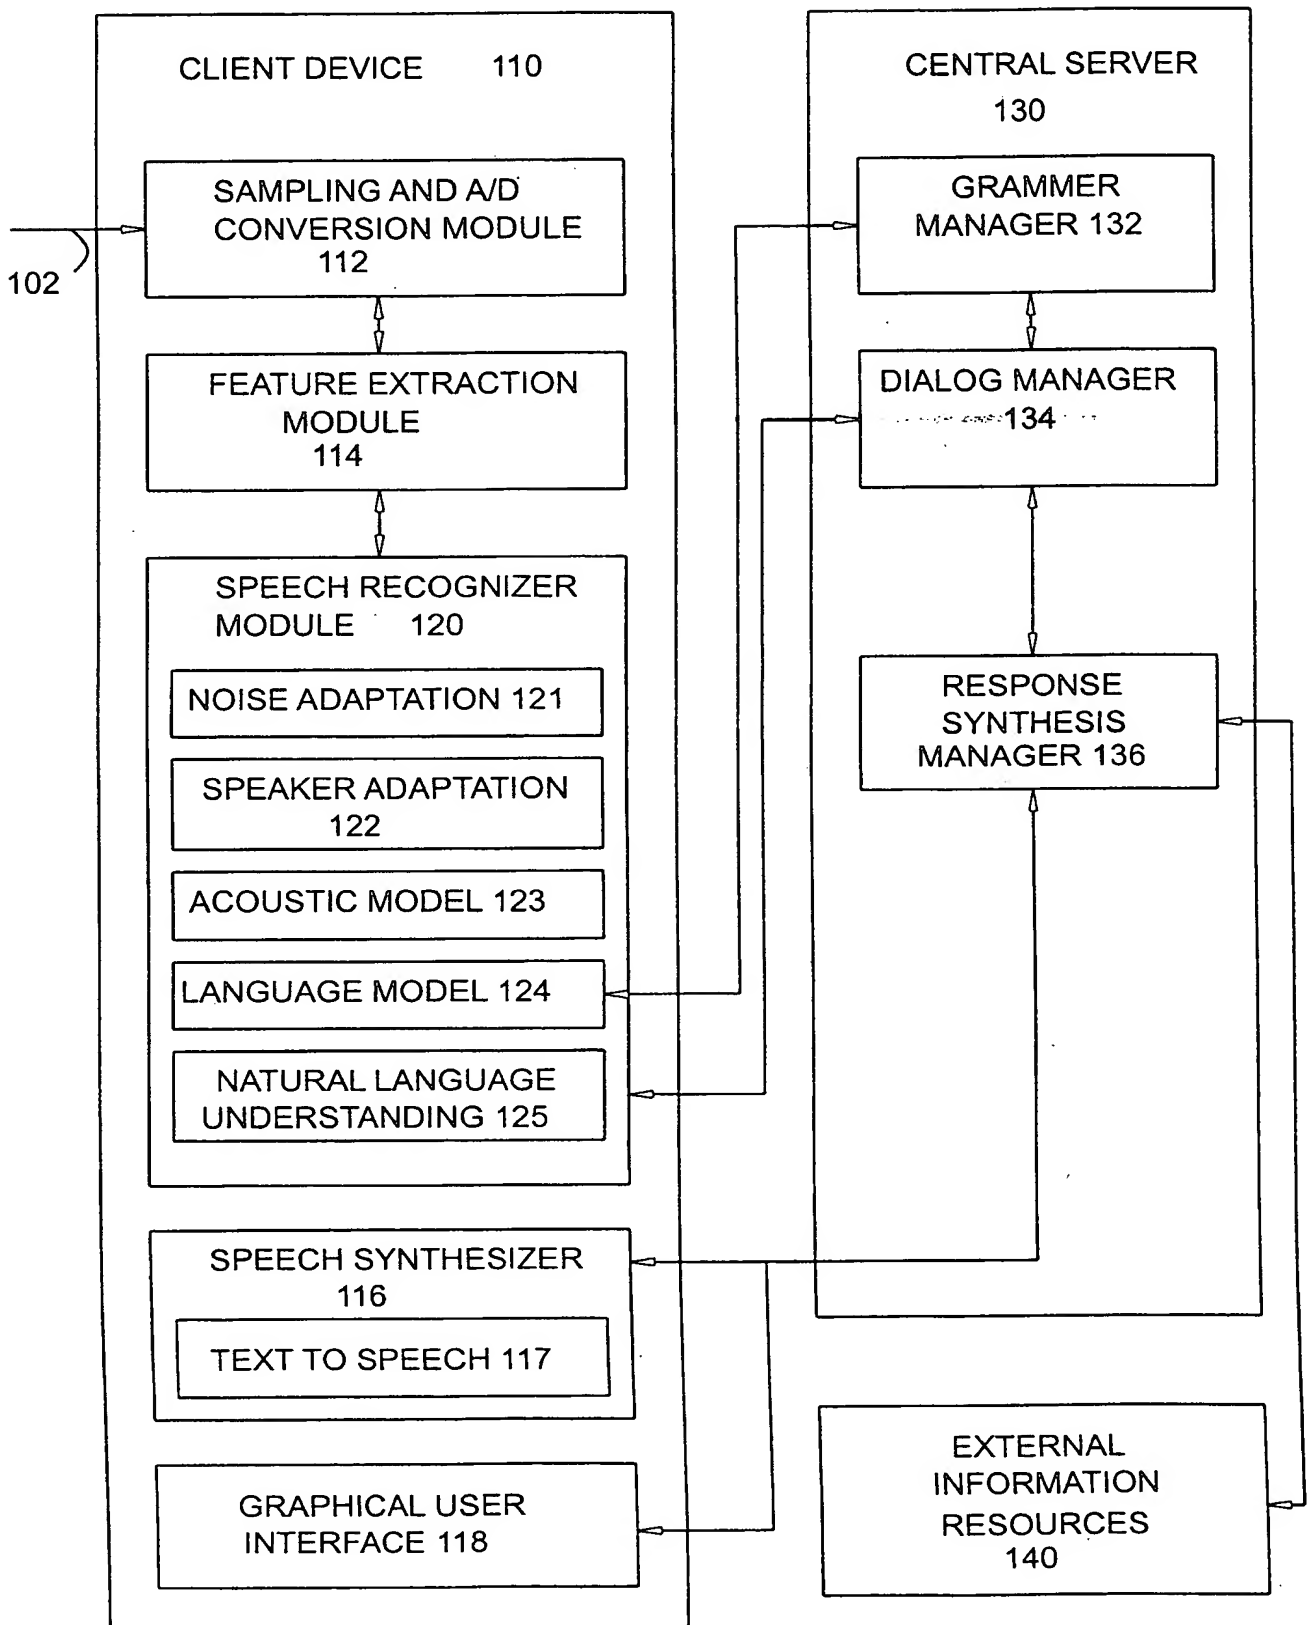 CLIENT DEVICE 110
SAMPLING AND A/D
CONVERSION MODULE
112
102
FEATURE EXTRACTION
MODULE
114
SPEECH RECOGNIZER
MODULE 120
NOISE ADAPTATION 121
SPEAKER ADAPTATION
122
ACOUSTIC MODEL 123
LANGUAGE MODEL 124
NATURAL LANGUAGE
UNDERSTANDING 125
SPEECH SYNTHESIZER
116
TEXT TO SPEECH 117
GRAPHICAL USER
INTERFACE 118
CENTRAL SERVER
130
GRAMMER
MANAGER 132
DIALOG MANAGER
134
RESPONSE
SYNTHESIS
MANAGER 136
EXTERNAL
INFORMATION
RESOURCES
140